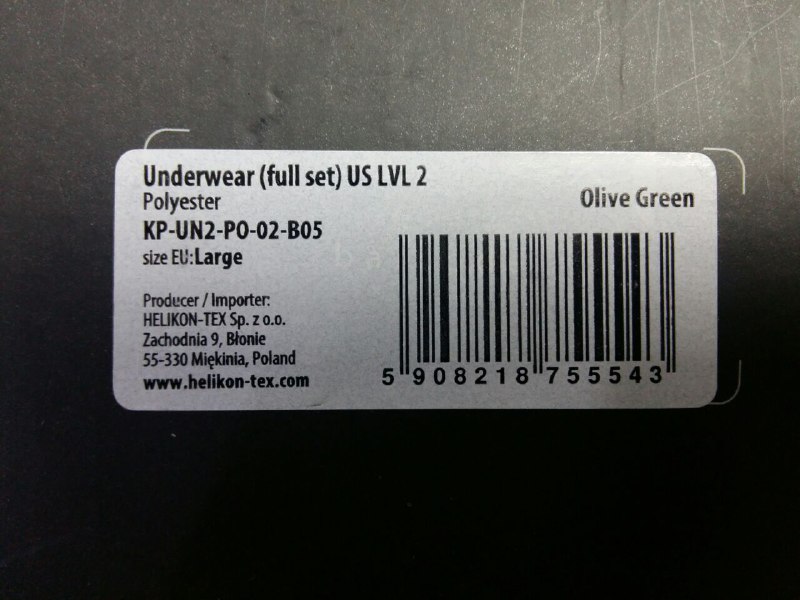 Underwear (full set) US LVL 2
Polyester
Olive Green
KP-UN2-PO-02-B05
size EU:Large
Producer / Importer:
HELIKON-TEX Sp. z o.o.
Zachodnia 9, Błonie
55-330 Miękinia, Poland
www.helikon-tex.com
5 908218 755543